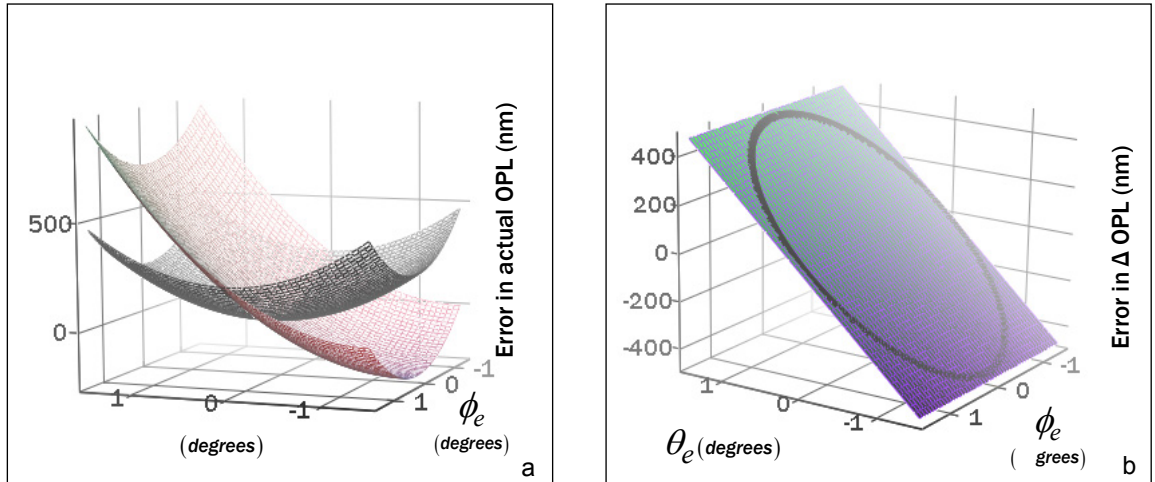 Error in actual OPL (nm)
500
0
1
0
-1
1
0
-1
ϕe
(degrees)
(degrees)
a
Error in Δ OPL (nm)
400
200
0
-200
-400
1
0
-1
1
0
-1
θe (degrees)
ϕe
( grees)
b